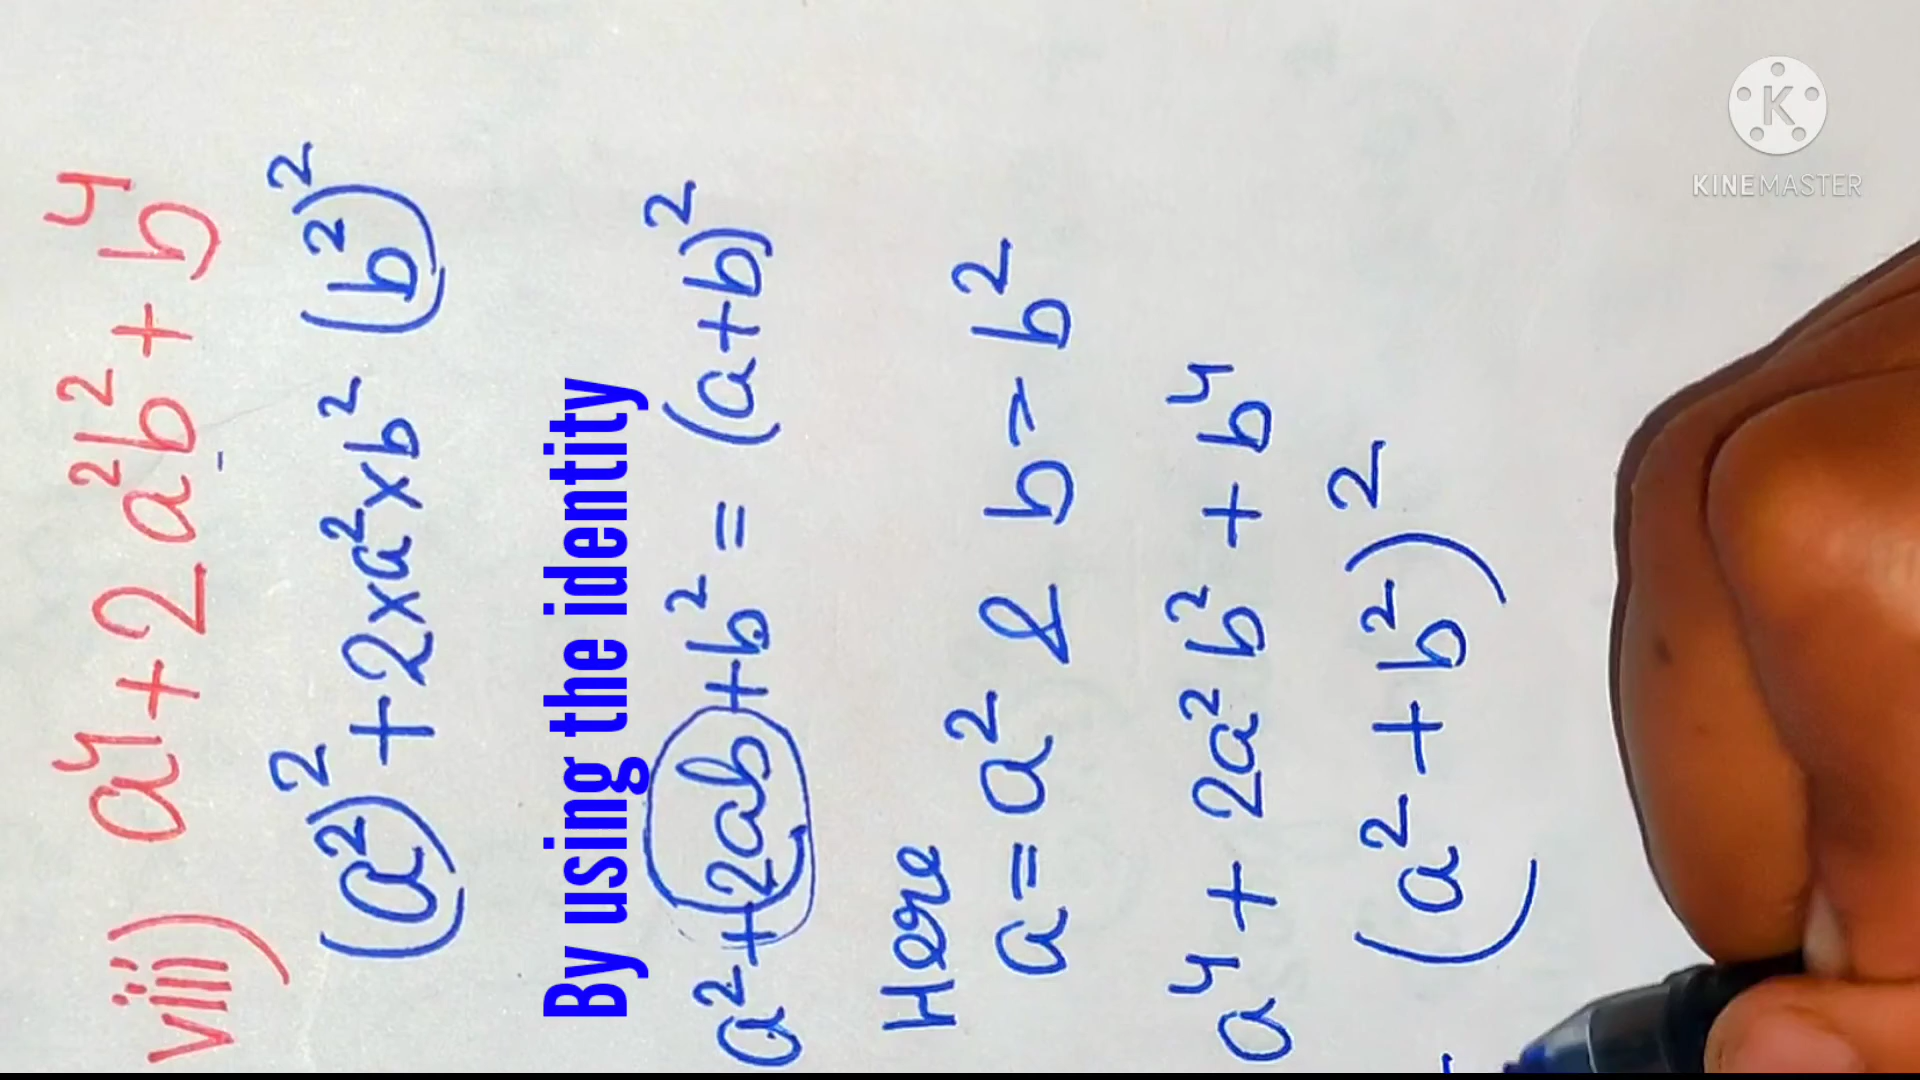 viii) a⁴+2a²b²+b⁴
(a²)²+2×a²×b² (b²)²
By using the identity
a²+2ab+b² = (a+b)²
Here
a=a² & b=b²
a⁴+2a²b²+b⁴
(a²+b²)²
KINEMASTER